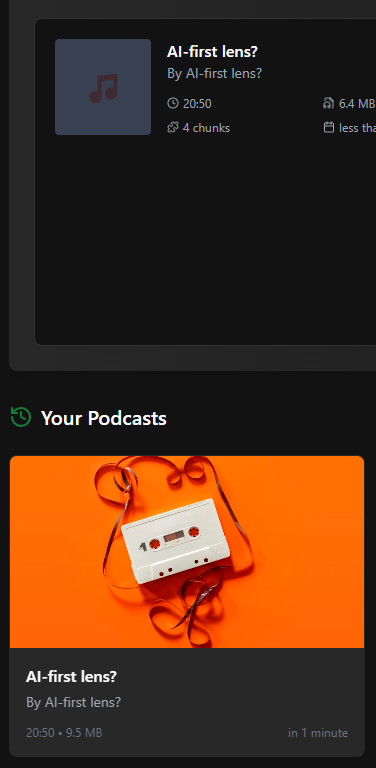 AI-first lens?
By AI-first lens?
20:50 6.4 MB
4 chunks less tha
Your Podcasts
1
AI-first lens?
By AI-first lens?
20:50 • 9.5 MB in 1 minute